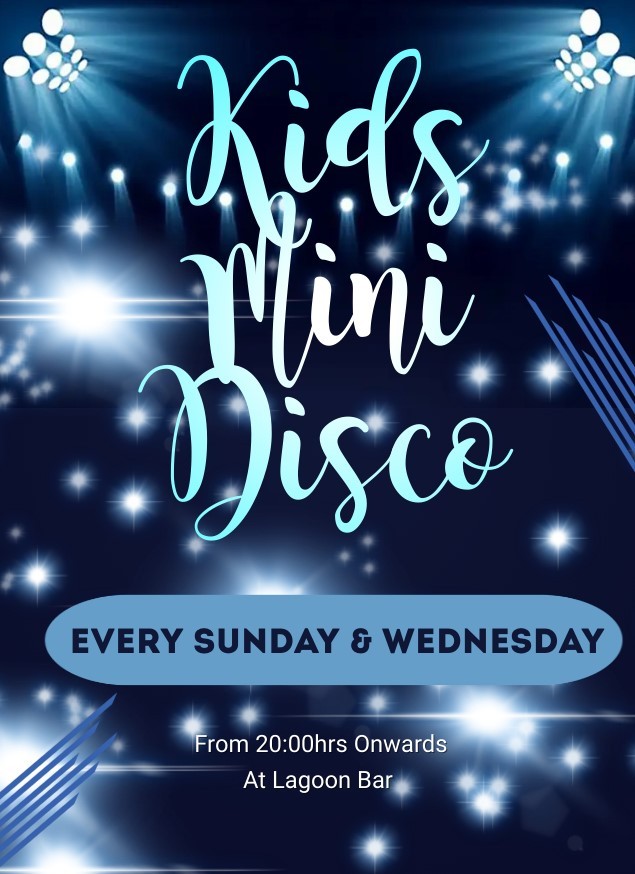 Kids
Mini
Disco
EVERY SUNDAY & WEDNESDAY
From 20:00hrs Onwards
At Lagoon Bar